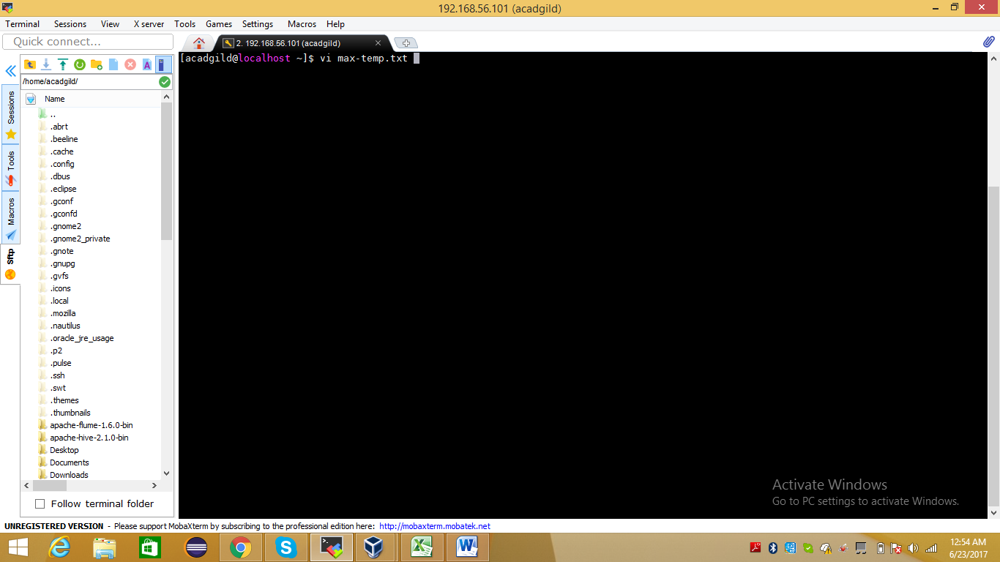 192.168.56.101 (acadgild)
Terminal Sessions View X server Tools Games Settings Macros Help
Quick connect...
2. 192.168.56.101 (acadgild)
/home/acadgild/
Name
..
.abrt
.beeline
.cache
.config
.dbus
.eclipse
.gconf
.gconfd
.gnome2
.gnome2_private
.gnote
.gnupg
.gvfs
.icons
.local
.mozilla
.nautilus
.oracle_jre_usage
.p2
.pulse
.ssh
.swt
.themes
.thumbnails
apache-flume-1.6.0-bin
apache-hive-2.1.0-bin
Desktop
Documents
Downloads
Follow terminal folder
Sessions
Tools
Macros
Sftp
[acadgild@localhost ~]$ vi max-temp.txt
Activate Windows
Go to PC settings to activate Windows.
UNREGISTERED VERSION - Please support MobaXterm by subscribing to the professional edition here: http://mobaxterm.mobatek.net
12:54 AM
6/23/2017